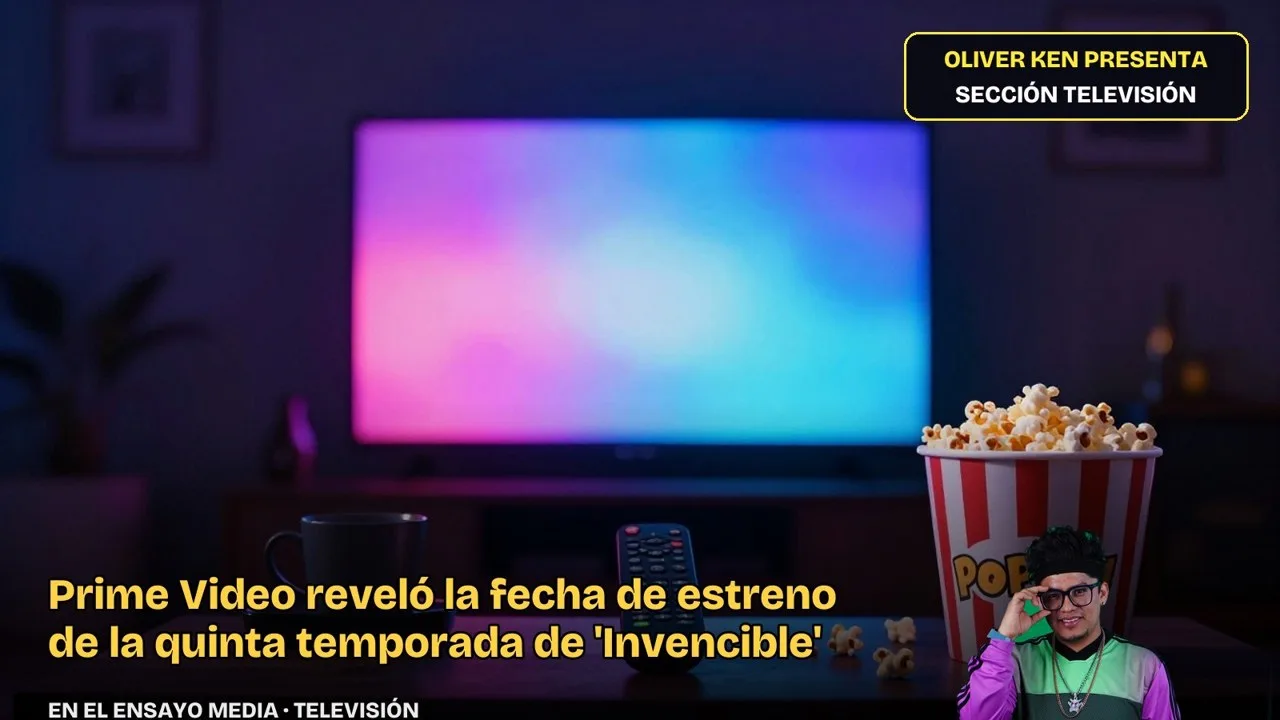 OLIVER KEN PRESENTA
SECCIÓN TELEVISIÓN
Prime Video reveló la fecha de estreno
de la quinta temporada de 'Invencible'
EN EL ENSAYO MEDIA · TELEVISIÓN